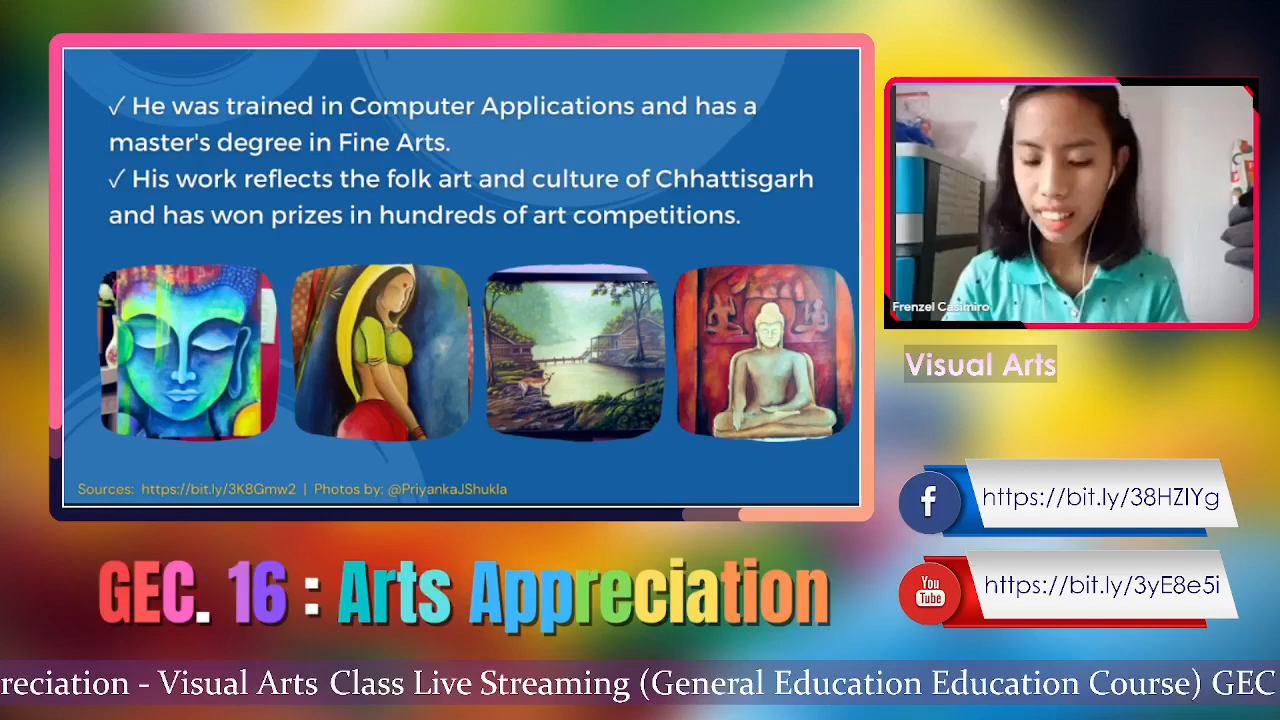 ✓ He was trained in Computer Applications and has a
master's degree in Fine Arts.
✓ His work reflects the folk art and culture of Chhattisgarh
and has won prizes in hundreds of art competitions.
Sources: https://bit.ly/3K8Gmw2 | Photos by: @PriyankaJShukla
Frenzel Casimiro
Visual Arts
f https://bit.ly/38HZIYg
You
Tube
https://bit.ly/3yE8e5i
GEC. 16 : Arts Appreciation
reciation - Visual Arts Class Live Streaming (General Education Education Course) GEC